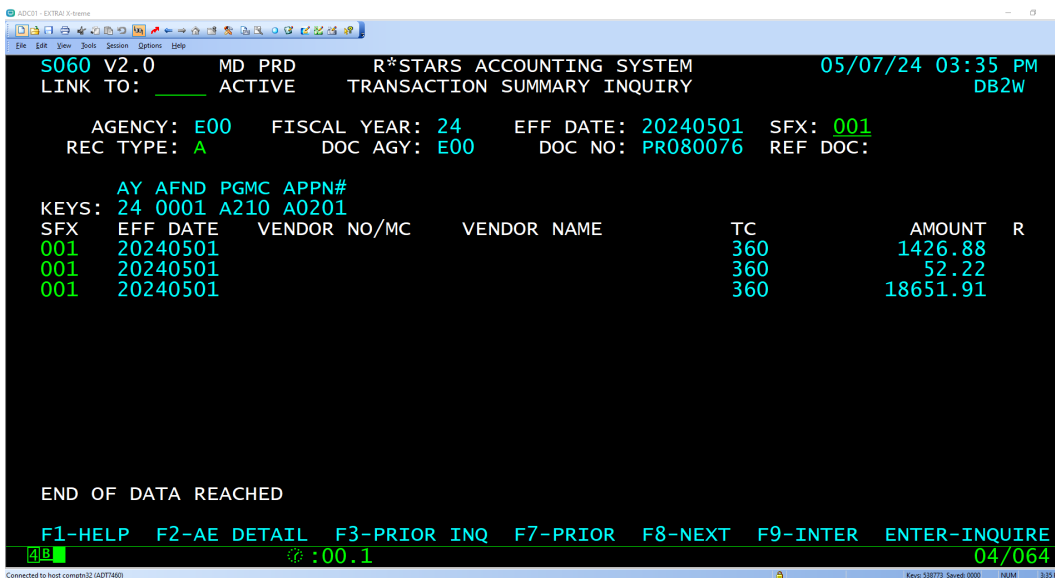 ADC01 - EXTRA! X-treme
File Edit View Tools Session Options Help
S060 V2.0 MD PRD R*STARS ACCOUNTING SYSTEM 05/07/24 03:35 PM
LINK TO: _____ ACTIVE TRANSACTION SUMMARY INQUIRY DB2W
AGENCY: E00 FISCAL YEAR: 24 EFF DATE: 20240501 SFX: 001
REC TYPE: A DOC AGY: E00 DOC NO: PR080076 REF DOC:
AY AFND PGMC APPN#
KEYS: 24 0001 A210 A0201
SFX EFF DATE VENDOR NO/MC VENDOR NAME TC AMOUNT R
001 20240501 360 1426.88
001 20240501 360 52.22
001 20240501 360 18651.91
END OF DATA REACHED
F1-HELP F2-AE DETAIL F3-PRIOR INQ F7-PRIOR F8-NEXT F9-INTER ENTER-INQUIRE
4B :00.1 04/064
Connected to host comptn32 (ADT7460) Keys: 538773 Saved: 0000 NUM 3:35